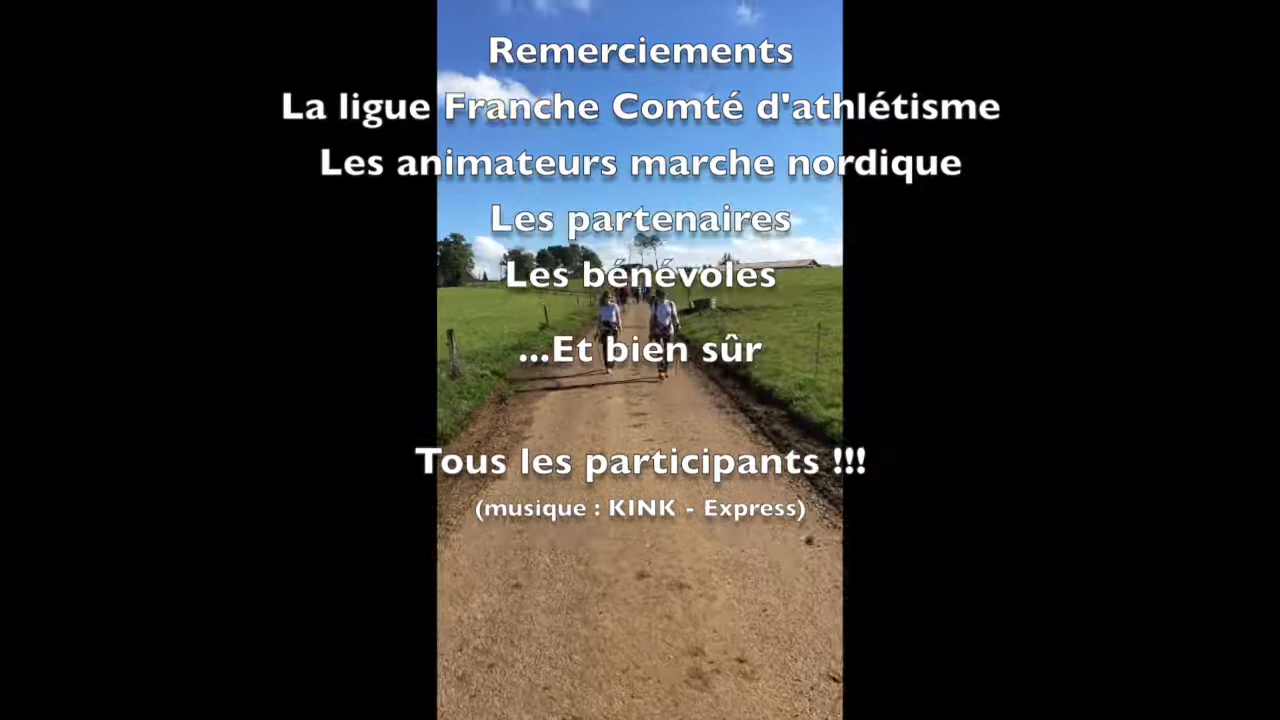 Remerciements
La ligue Franche Comté d'athlétisme
Les animateurs marche nordique
Les partenaires
Les bénévoles
...Et bien sûr
Tous les participants !!!
(musique : KINK - Express)